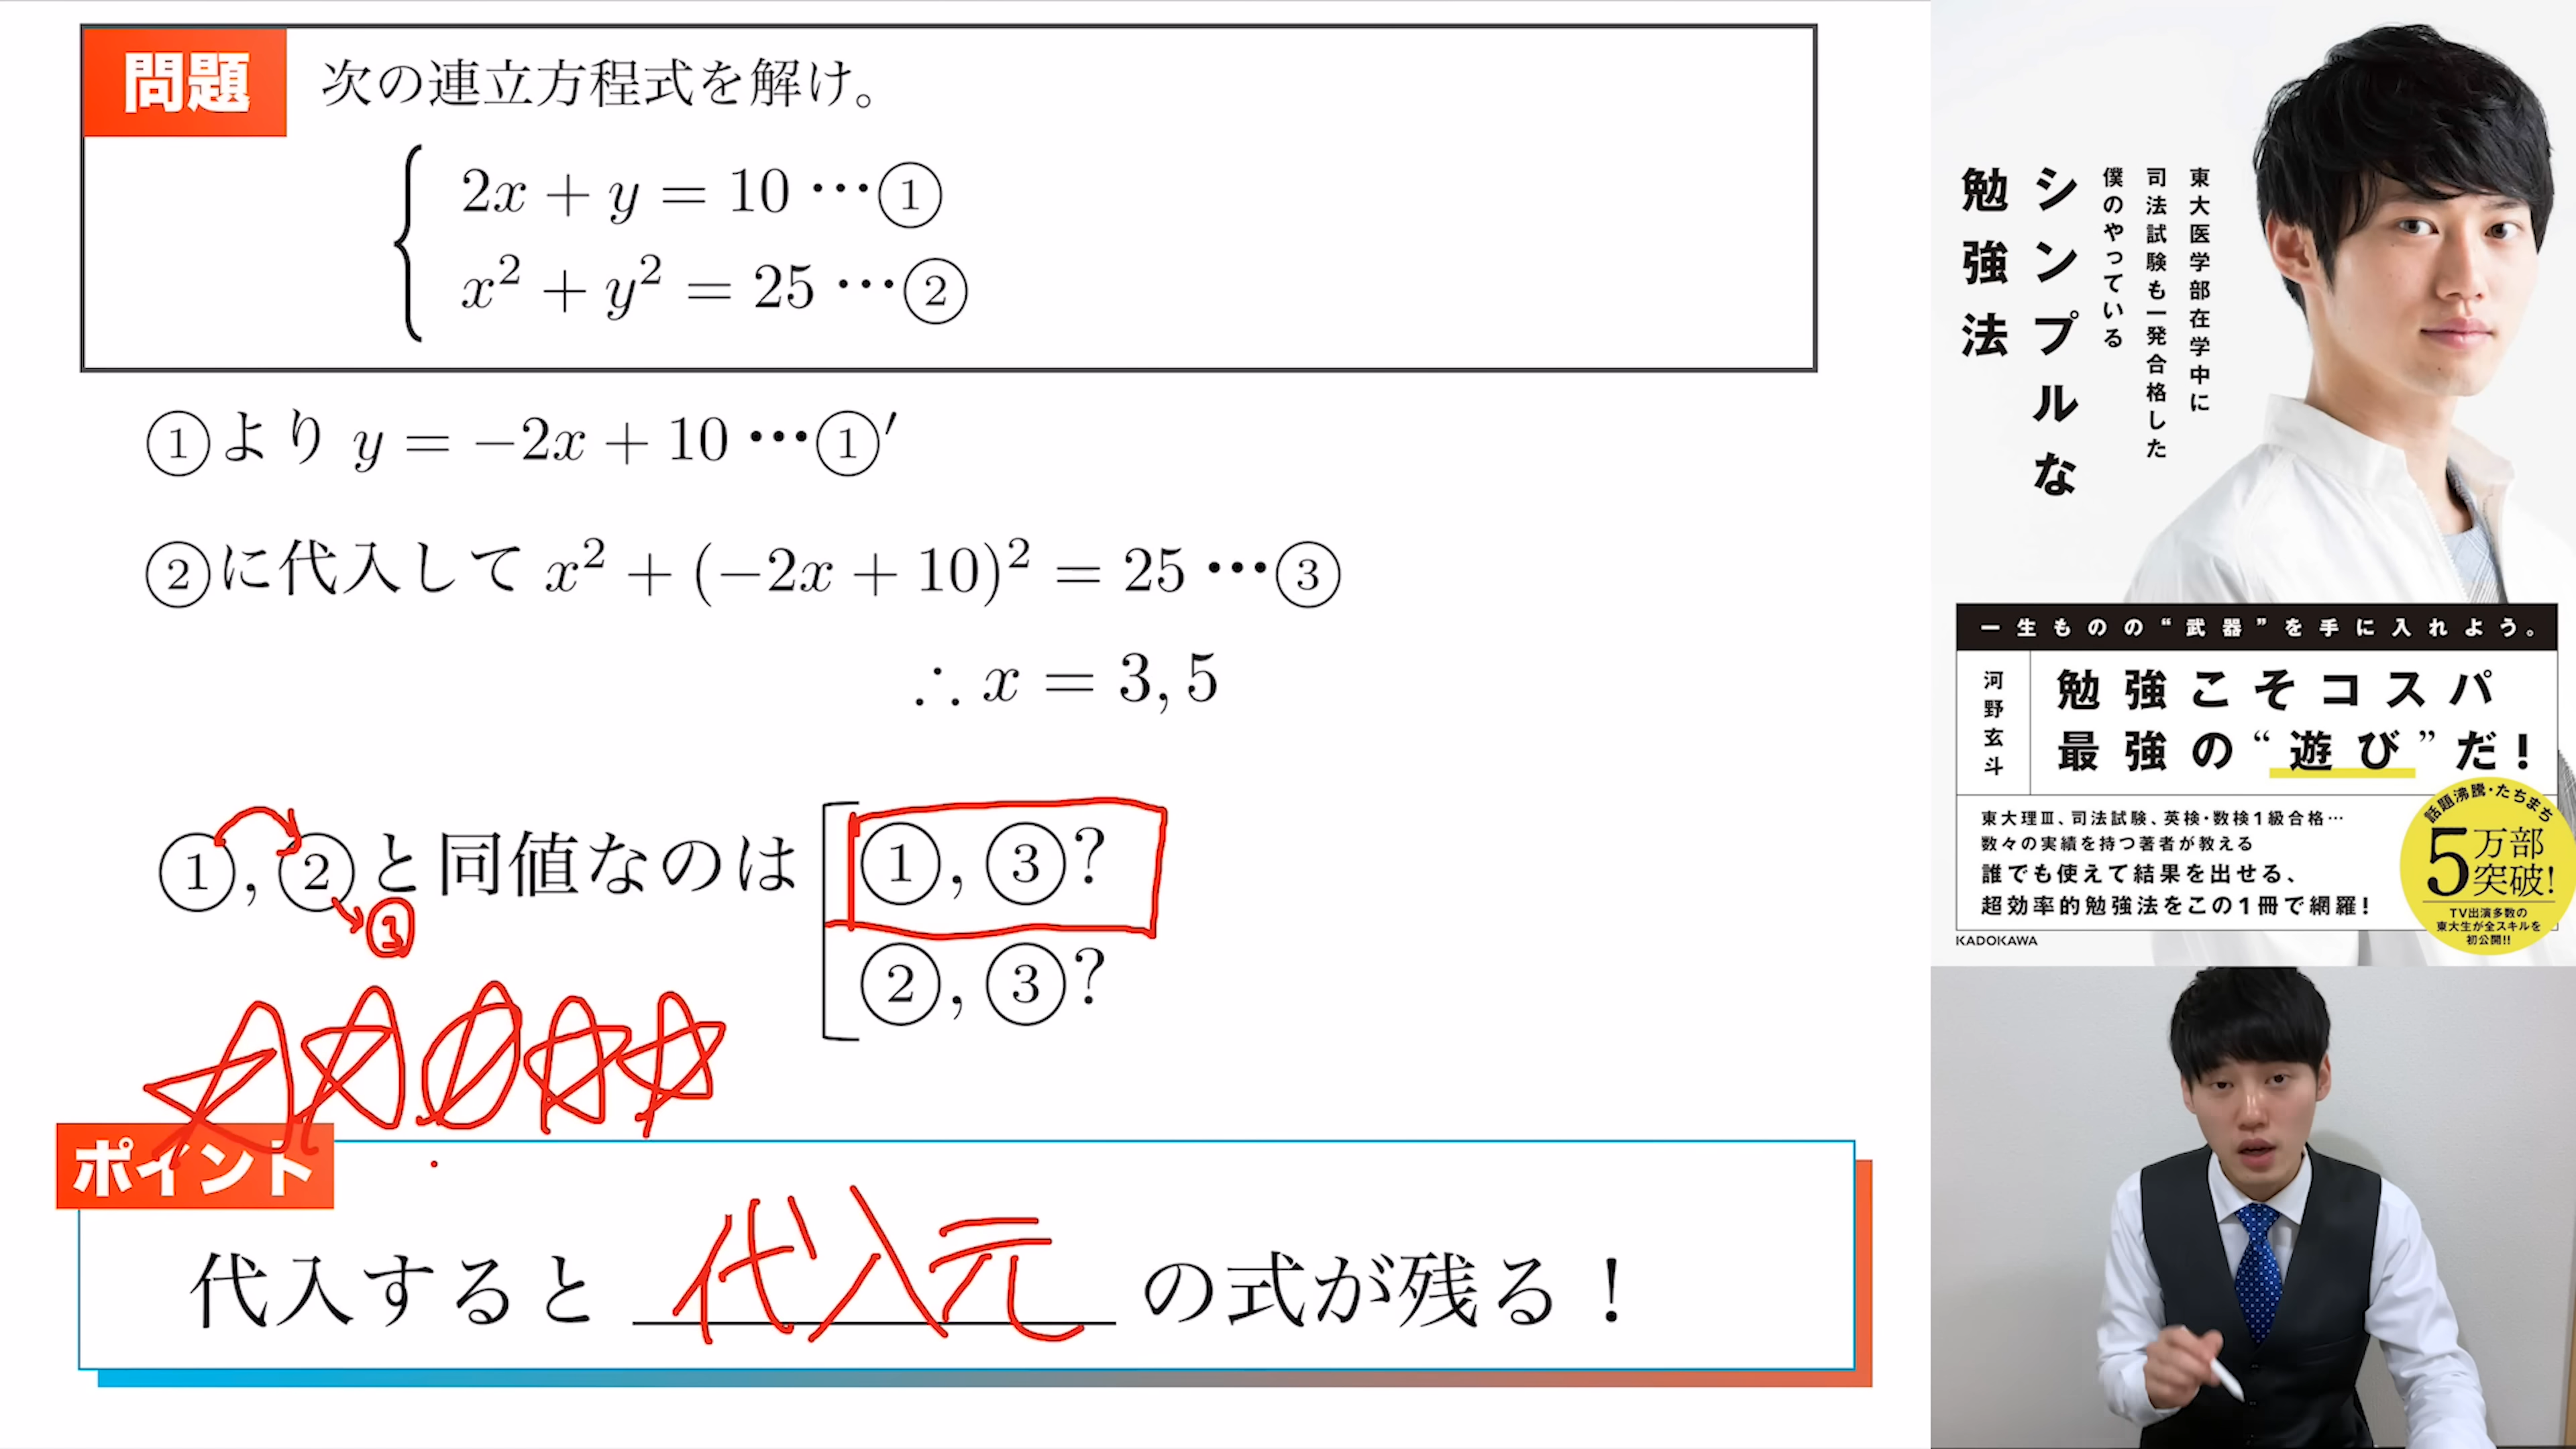 問題 次の連立方程式を解け。
2x + y = 10 ⋯①
x² + y² = 25 ⋯②
①より y = −2x + 10 ⋯①′
②に代入して x² + (−2x + 10)² = 25 ⋯③
∴ x = 3, 5
①, ②と同値なのは
①, ③?
③
②, ③?
ポイント
代入すると 代入元 の式が残る！
東大医学部在学中に
司法試験も一発合格した
僕のやっている
シンプルな
勉強法
一生ものの“武器”を手に入れよう。
河野玄斗
勉強こそコスパ
最強の“遊び”だ！
東大理Ⅲ、司法試験、英検・数検1級合格…
数々の実績を持つ著者が教える
誰でも使えて結果を出せる、
超効率的勉強法をこの1冊で網羅！
KADOKAWA
話題沸騰・たちまち
5万部
突破！
TV出演多数の
東大生が全スキルを
初公開!!